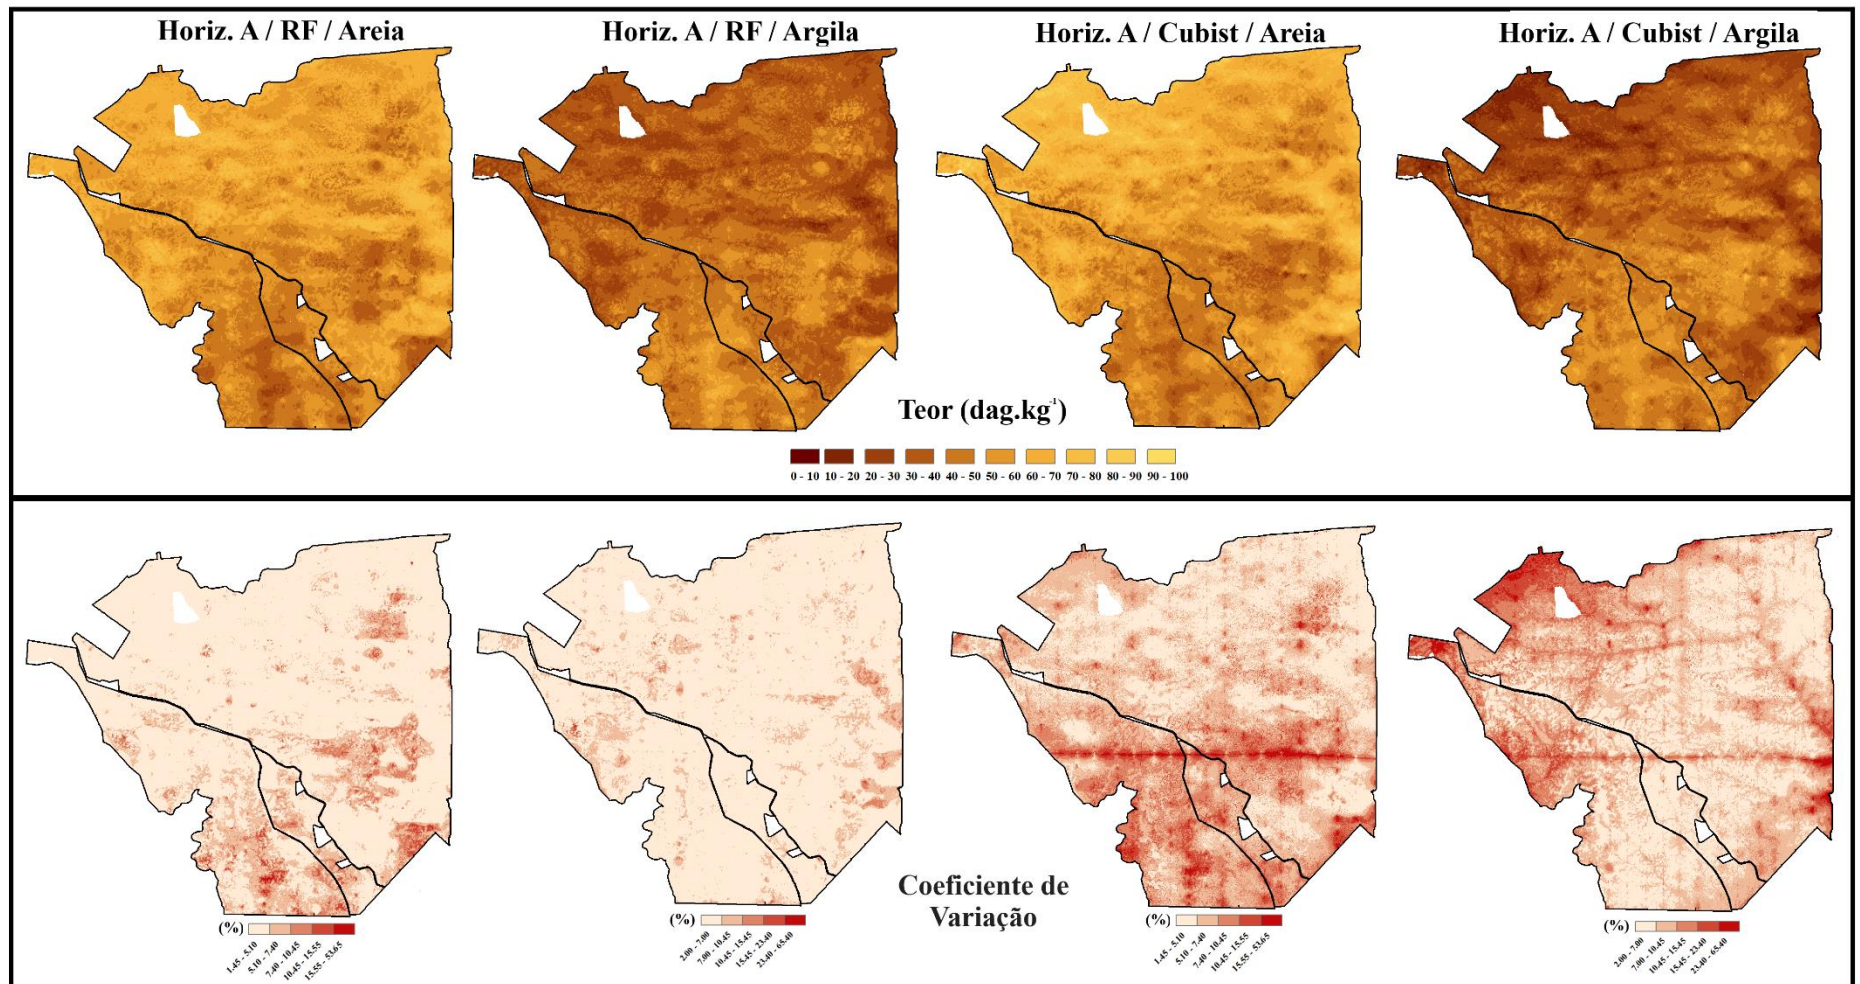 Horiz. A / RF / Areia
Horiz. A / RF / Argila
Horiz. A / Cubist / Areia
Horiz. A / Cubist / Argila
Teor (dag.kg⁻¹)
0 - 10 10 - 20 20 - 30 30 - 40 40 - 50 50 - 60 60 - 70 70 - 80 80 - 90 90 - 100
Coeficiente de
Variação
(%)
1.45 - 5.10
5.10 - 7.40
7.40 - 10.45
10.45 - 15.55
15.55 - 53.65
(%)
2.00 - 7.00
7.00 - 10.45
10.45 - 15.45
15.45 - 23.40
23.40 - 65.40
(%)
1.45 - 5.10
5.10 - 7.40
7.40 - 10.45
10.45 - 15.55
15.55 - 53.65
(%)
2.00 - 7.00
7.00 - 10.45
10.45 - 15.45
15.45 - 23.40
23.40 - 65.40